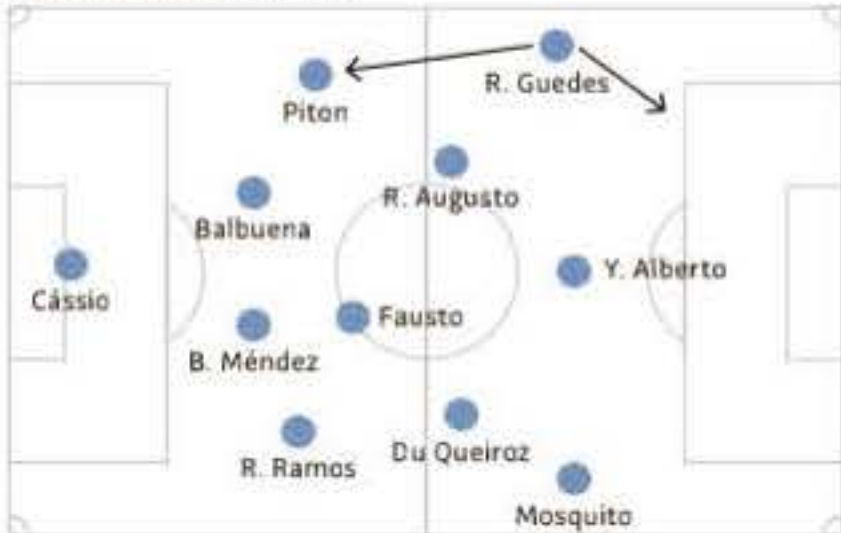 R. Guedes
Piton
R. Augusto
Balbuena
Y. Alberto
Cássio
Fausto
B. Méndez
Du Queiroz
R. Ramos
Mosquito